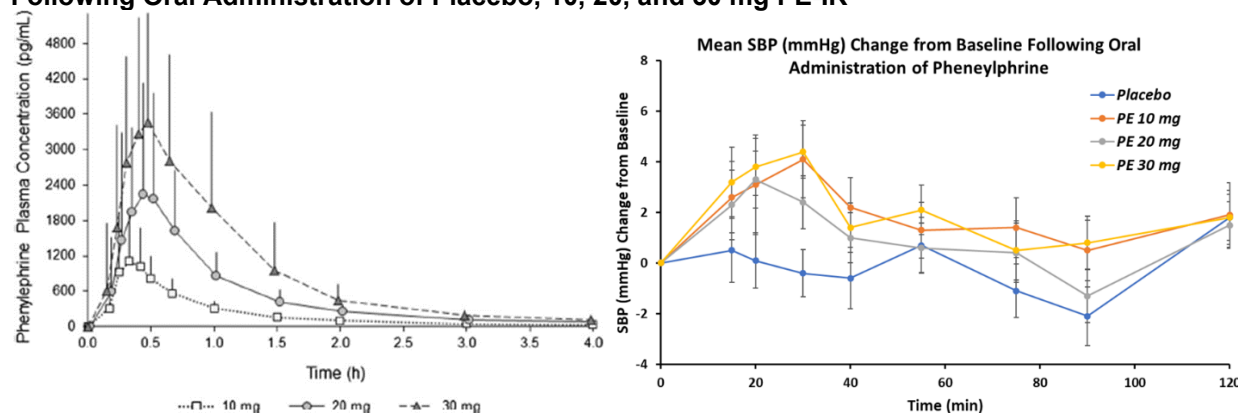 Following Oral Administration of Placebo, 10, 20, and 30 mg PE-IR
Phenylephrine Plasma Concentration (pg/mL)
4800
4200
3600
3000
2400
1800
1200
600
0
0.0 0.5 1.0 1.5 2.0 2.5 3.0 3.5 4.0
Time (h)
10 mg 20 mg 30 mg
Mean SBP (mmHg) Change from Baseline Following Oral
Administration of Pheneylphrine
SBP (mmHg) Change from Baseline
8
6
4
2
0
-2
-4
Placebo
PE 10 mg
PE 20 mg
PE 30 mg
0 20 40 60 80 100 120
Time (min)